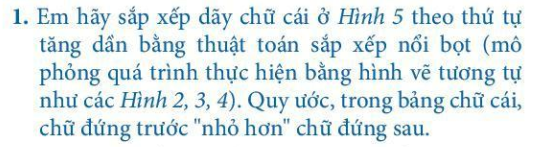 1. Em hãy sắp xếp dãy chữ cái ở Hình 5 theo thứ tự
tăng dần bằng thuật toán sắp xếp nổi bọt (mô
phỏng quá trình thực hiện bằng hình vẽ tương tự
như các Hình 2, 3, 4). Quy ước, trong bảng chữ cái,
chữ đứng trước "nhỏ hơn" chữ đứng sau.